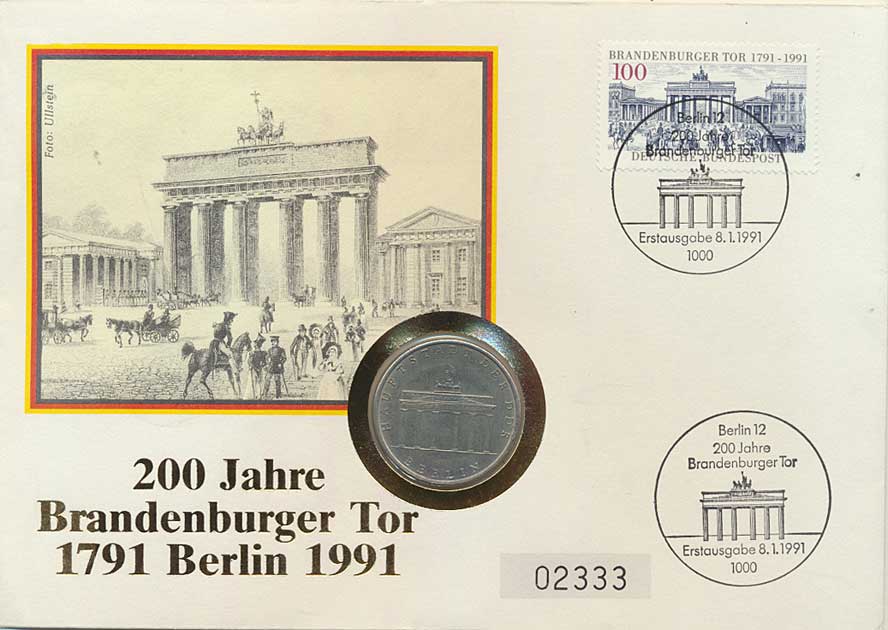 Foto: Ullstein
BRANDENBURGER TOR 1791-1991
100
DEUTSCHE BUNDESPOST
Berlin 12
200 Jahre
Brandenburger Tor
Erstausgabe 8.1.1991
1000
HAUPTSTADT DER DDR
BERLIN
200 Jahre
Brandenburger Tor
1791 Berlin 1991
Berlin 12
200 Jahre
Brandenburger Tor
Erstausgabe 8.1.1991
1000
02333